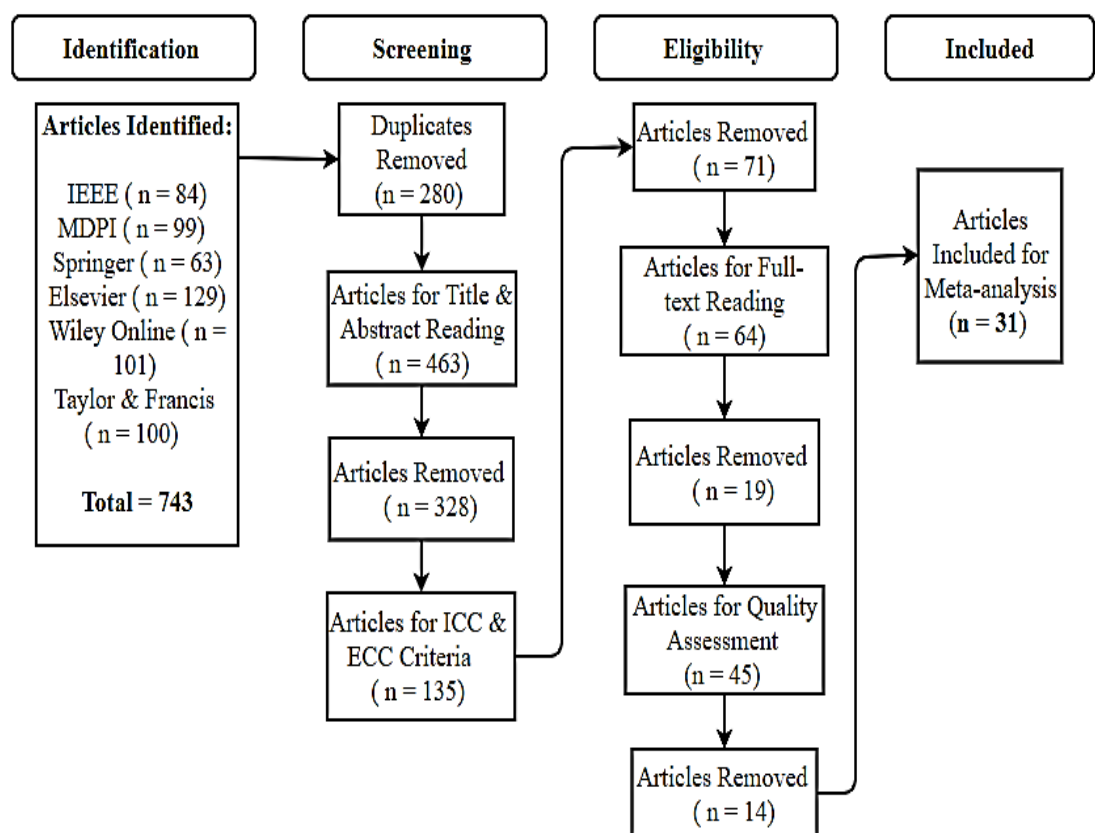 Identification
Screening
Eligibility
Included
Articles Identified:
IEEE ( n = 84)
MDPI ( n = 99)
Springer ( n = 63)
Elsevier ( n = 129)
Wiley Online ( n =
101)
Taylor & Francis
( n = 100)
Total = 743
Duplicates
Removed
(n = 280)
Articles for Title &
Abstract Reading
( n = 463)
Articles Removed
( n = 328)
Articles for ICC &
ECC Criteria
( n = 135)
Articles Removed
( n = 71)
Articles for Full-
text Reading
( n = 64)
Articles Removed
( n = 19)
Articles for Quality
Assessment
(n = 45)
Articles Removed
( n = 14)
Articles
Included for
Meta-analysis
(n = 31)